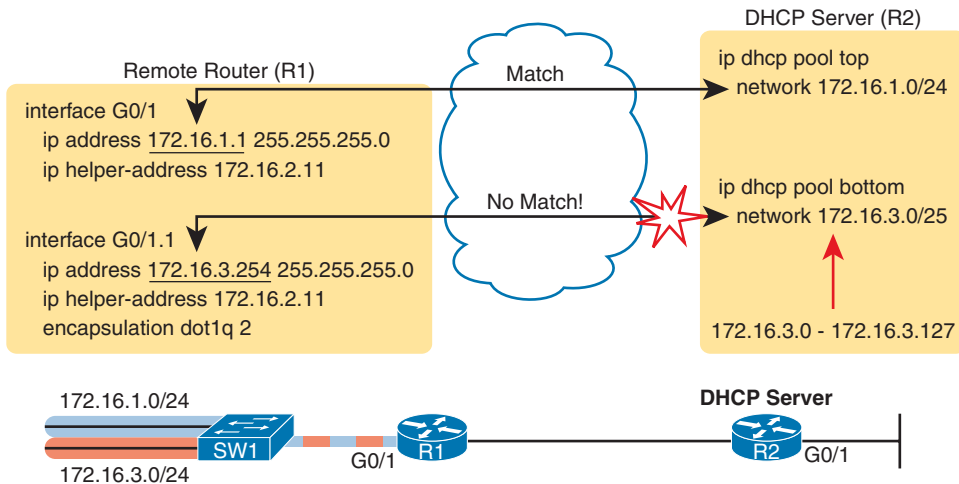 DHCP Server (R2)
ip dhcp pool top
network 172.16.1.0/24
ip dhcp pool bottom
network 172.16.3.0/25
172.16.3.0 - 172.16.3.127
Match
No Match!
Remote Router (R1)
interface G0/1
ip address 172.16.1.1 255.255.255.0
ip helper-address 172.16.2.11
interface G0/1.1
ip address 172.16.3.254 255.255.255.0
ip helper-address 172.16.2.11
encapsulation dot1q 2
172.16.1.0/24
172.16.3.0/24
SW1
G0/1
R1
DHCP Server
R2
G0/1